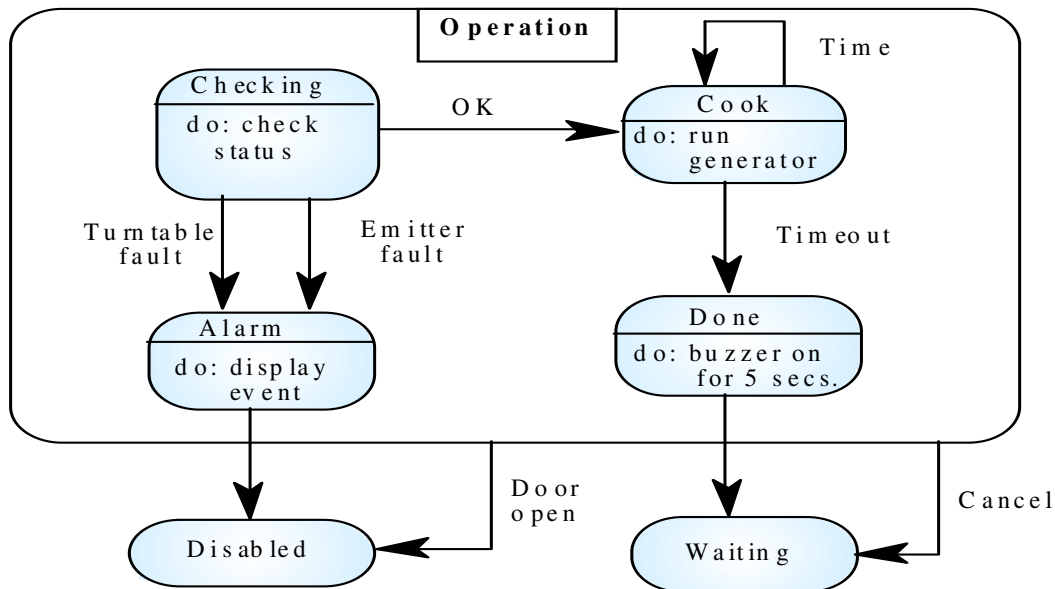 Operation
Time
Checking
do: check
status
OK
Cook
do: run
generator
Turntable
fault
Emitter
fault
Timeout
Alarm
do: display
event
Done
do: buzzer on
for 5 secs.
Door
open
Cancel
Disabled
Waiting